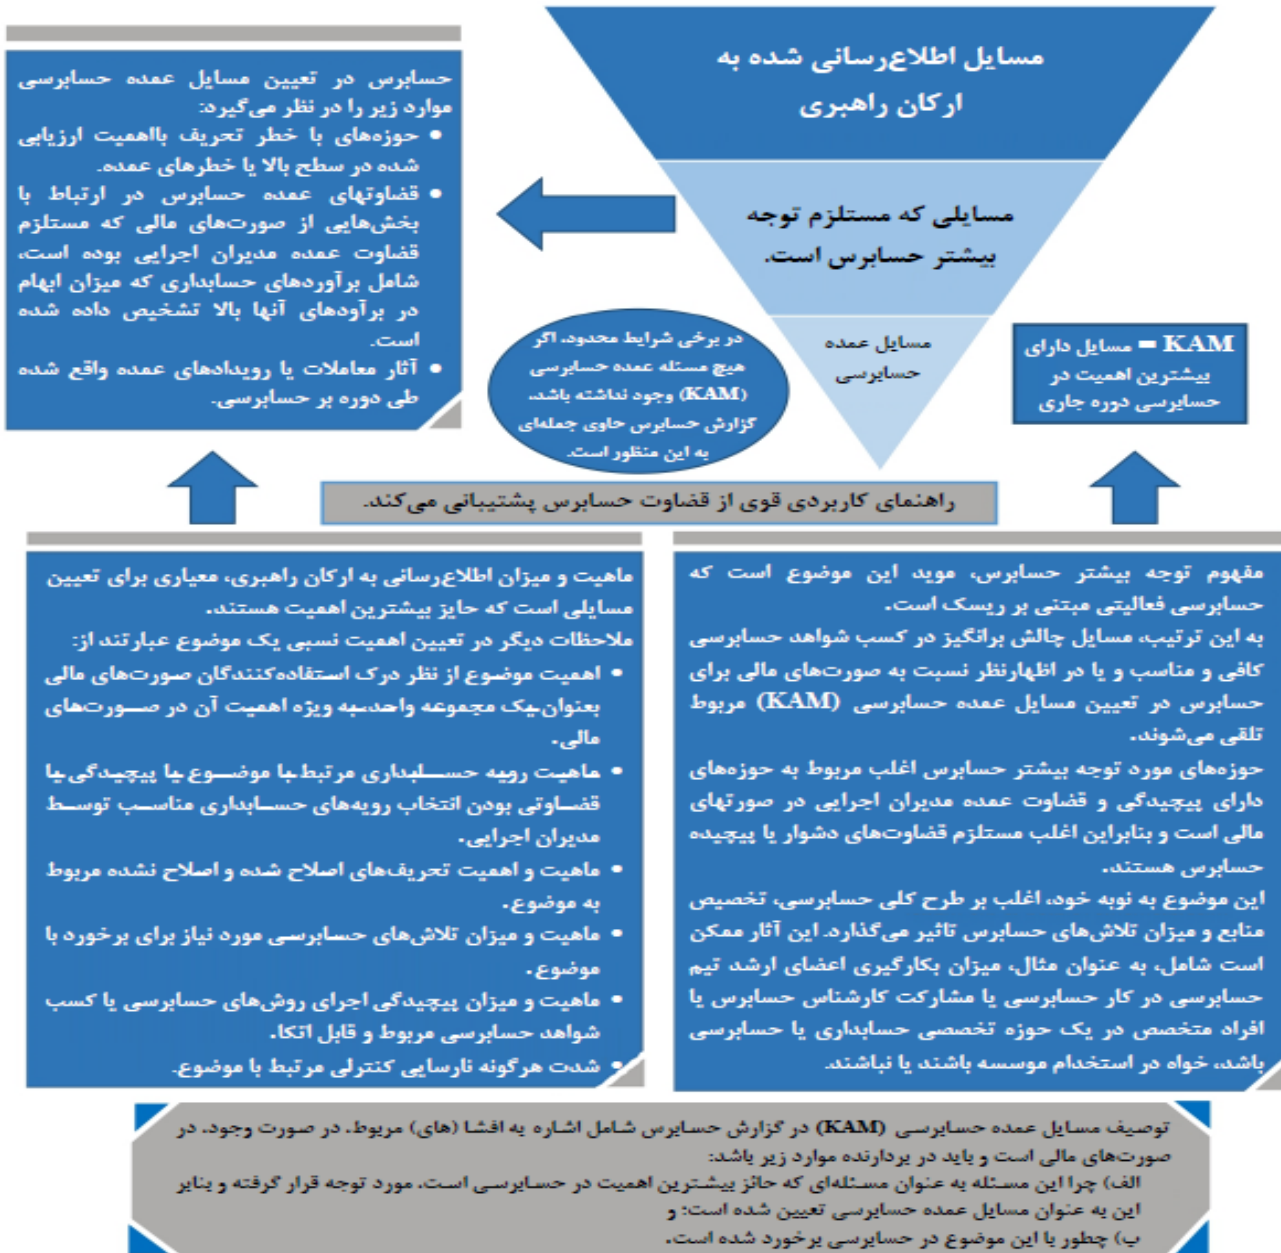 مسایل اطلاع‌رسانی شده به
ارکان راهبری
مسایلی که مستلزم توجه
بیشتر حسابرس است.
مسایل عمده
حسابرسی
حسابرس در تعیین مسایل عمده حسابرسی
موارد زیر را در نظر می‌گیرد:
• حوزه‌های با خطر تحریف بااهمیت ارزیابی
شده در سطح بالا یا خطرهای عمده.
• قضاوتهای عمده حسابرس در ارتباط با
بخش‌هایی از صورت‌های مالی که مستلزم
قضاوت عمده مدیران اجرایی بوده است،
شامل برآوردهای حسابداری که میزان ابهام
در برآودهای آنها بالا تشخیص داده شده
است.
• آثار معاملات یا رویدادهای عمده واقع شده
طی دوره بر حسابرسی.
در برخی شرایط محدود، اگر
هیچ مسئله عمده حسابرسی
(KAM) وجود نداشته باشد،
گزارش حسابرس حاوی جمله‌ای
به این منظور است.
KAM = مسایل دارای
بیشترین اهمیت در
حسابرسی دوره جاری
راهنمای کاربردی قوی از قضاوت حسابرس پشتیبانی می‌کند.
مفهوم توجه بیشتر حسابرس، موید این موضوع است که
حسابرسی فعالیتی مبتنی بر ریسک است.
به این ترتیب، مسایل چالش برانگیز در کسب شواهد حسابرسی
کافی و مناسب و یا در اظهارنظر نسبت به صورت‌های مالی برای
حسابرس در تعیین مسایل عمده حسابرسی (KAM) مربوط
تلقی می‌شوند.
حوزه‌های مورد توجه بیشتر حسابرس اغلب مربوط به حوزه‌های
دارای پیچیدگی و قضاوت عمده مدیران اجرایی در صورتهای
مالی است و بنابراین اغلب مستلزم قضاوت‌های دشوار یا پیچیده
حسابرس هستند.
این موضوع به نوبه خود، اغلب بر طرح کلی حسابرسی، تخصیص
منابع و میزان تلاش‌های حسابرس تاثیر می‌گذارد. این آثار ممکن
است شامل، به عنوان مثال، میزان بکارگیری اعضای ارشد تیم
حسابرسی در کار حسابرسی یا مشارکت کارشناس حسابرس یا
افراد متخصص در یک حوزه تخصصی حسابداری یا حسابرسی
باشد، خواه در استخدام موسسه باشند یا نباشند.
ماهیت و میزان اطلاع‌رسانی به ارکان راهبری، معیاری برای تعیین
مسایلی است که حایز بیشترین اهمیت هستند.
ملاحظات دیگر در تعیین اهمیت نسبی یک موضوع عبارتند از:
• اهمیت موضوع از نظر درک استفاده‌کنندگان صورت‌های مالی
بعنوان یک مجموعه واحد، به ویژه اهمیت آن در صورت‌های
مالی.
• ماهیت رویه حسابداری مرتبط با موضوع یا پیچیدگی یا
قضاوتی بودن انتخاب رویه‌های حسابداری مناسب توسط
مدیران اجرایی.
• ماهیت و اهمیت تحریف‌های اصلاح شده و اصلاح نشده مربوط
به موضوع.
• ماهیت و میزان تلاش‌های حسابرسی مورد نیاز برای برخورد با
موضوع.
• ماهیت و میزان پیچیدگی اجرای روش‌های حسابرسی یا کسب
شواهد حسابرسی مربوط و قابل اتکا.
• شدت هرگونه نارسایی کنترلی مرتبط با موضوع.
توصیف مسایل عمده حسابرسی (KAM) در گزارش حسابرس شامل اشاره به افشا (های) مربوط، در صورت وجود، در
صورت‌های مالی است و باید در بردارنده موارد زیر باشد:
الف) چرا این مسئله به عنوان مسئله‌ای که حائز بیشترین اهمیت در حسابرسی است، مورد توجه قرار گرفته و بنابر
این به عنوان مسایل عمده حسابرسی تعیین شده است؛ و
ب) چطور با این موضوع در حسابرسی برخورد شده است.